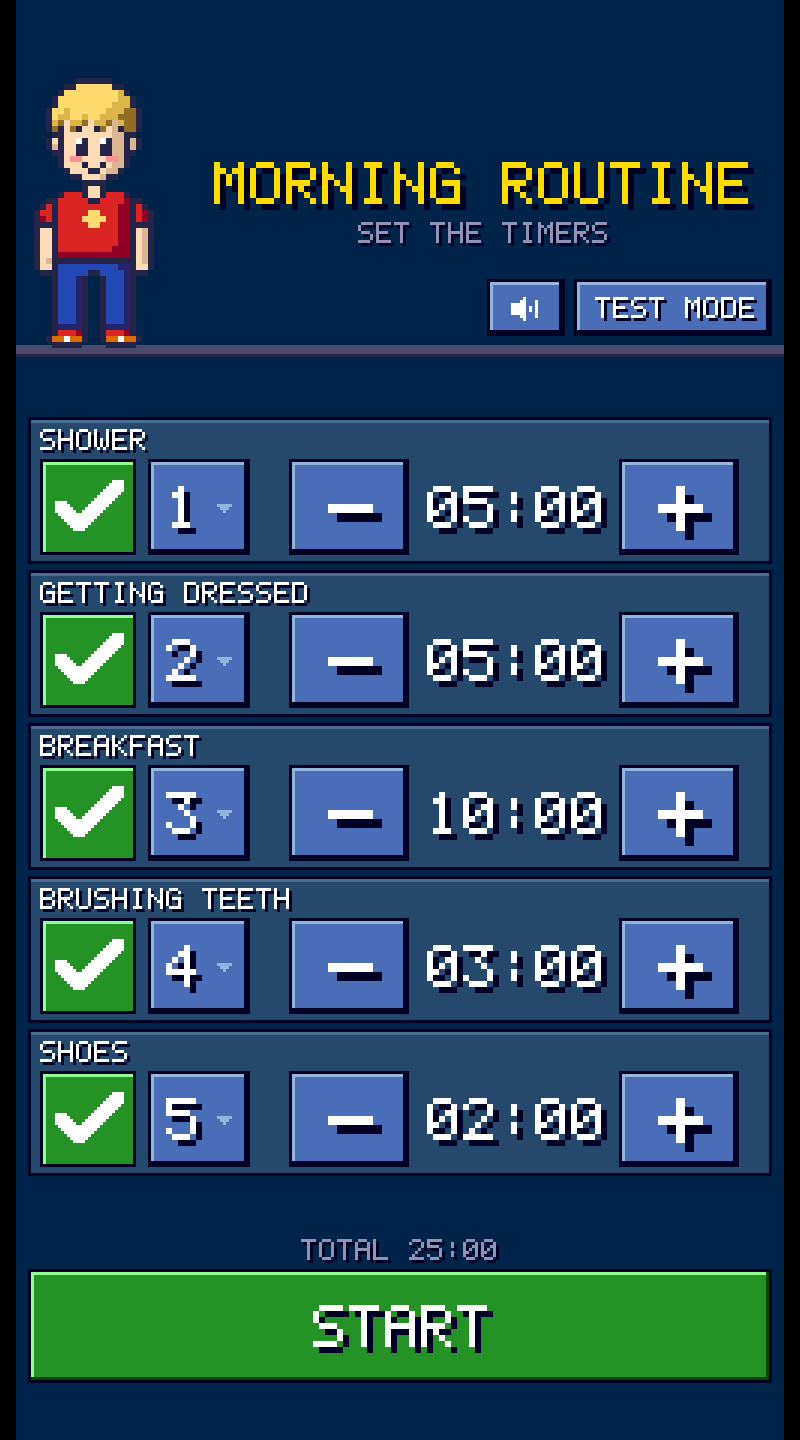 MORNING ROUTINE
SET THE TIMERS
TEST MODE
SHOWER
1 − 05:00 +
GETTING DRESSED
2 − 05:00 +
BREAKFAST
3 − 10:00 +
BRUSHING TEETH
4 − 03:00 +
SHOES
5 − 02:00 +
TOTAL 25:00
START